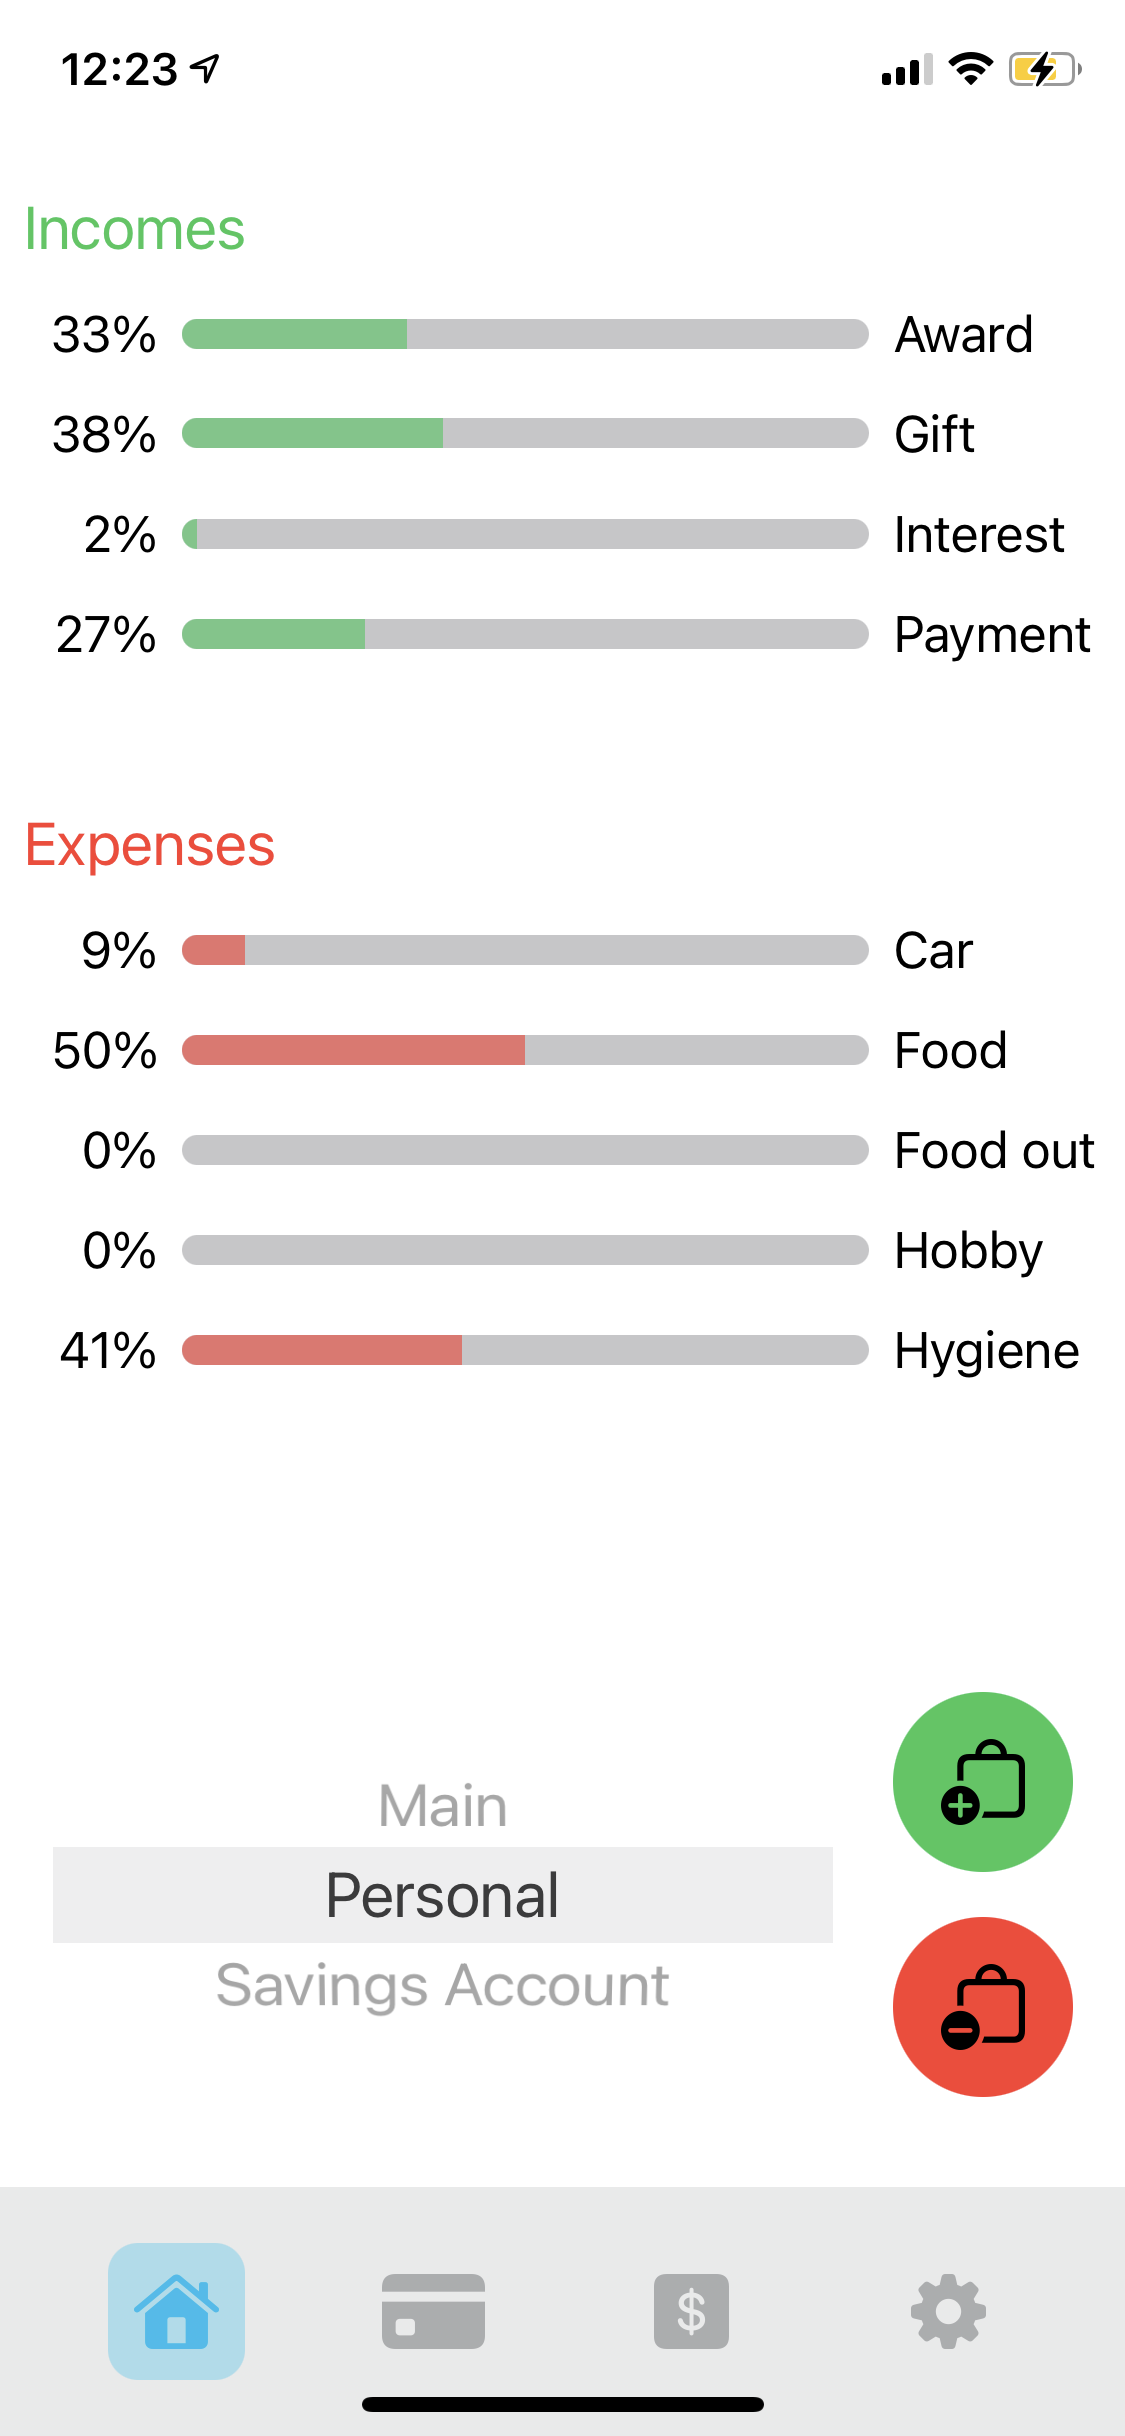 12:23
Incomes
33% Award
38% Gift
2% Interest
27% Payment
Expenses
9% Car
50% Food
0% Food out
0% Hobby
41% Hygiene
Main
Personal
Savings Account
$